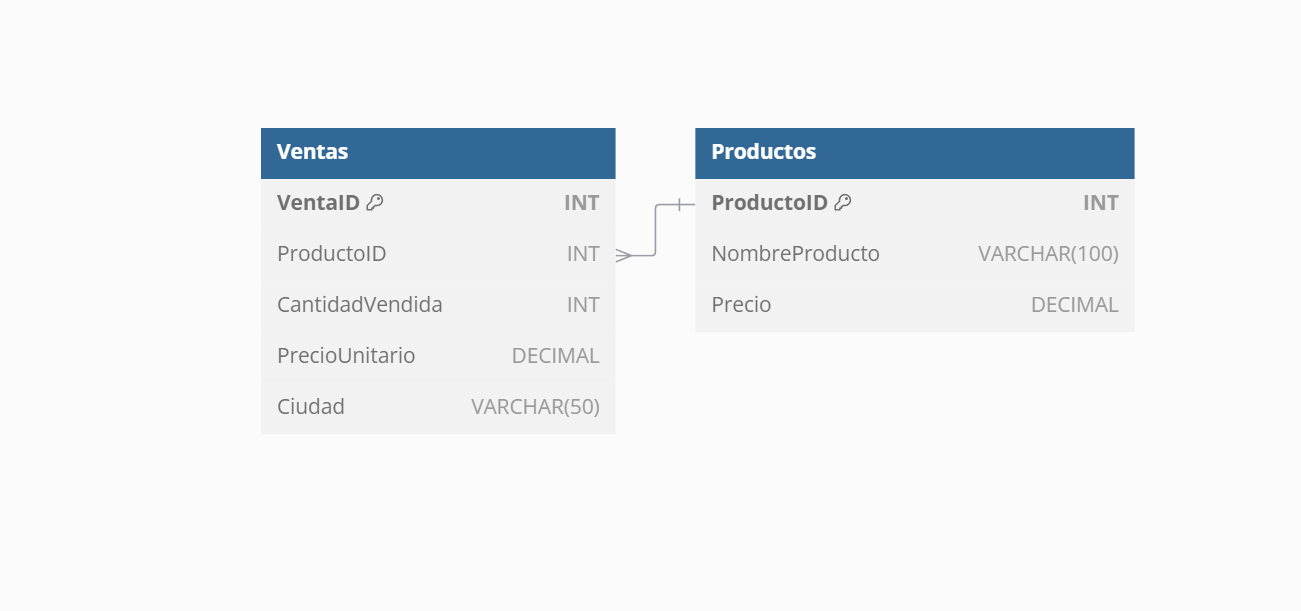 Ventas
VentaID INT
ProductoID INT
CantidadVendida INT
PrecioUnitario DECIMAL
Ciudad VARCHAR(50)
Productos
ProductoID INT
NombreProducto VARCHAR(100)
Precio DECIMAL